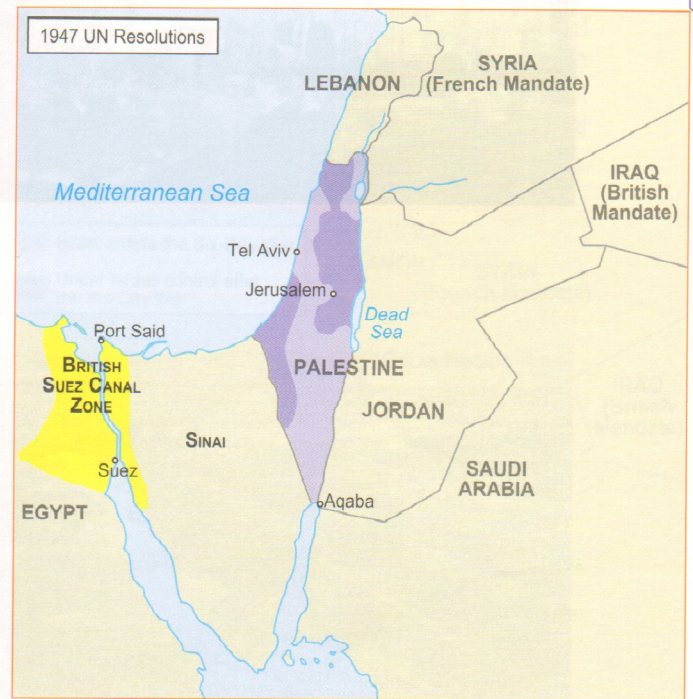 1947 UN Resolutions
LEBANON
SYRIA
(French Mandate)
IRAQ
(British
Mandate)
Mediterranean Sea
Tel Aviv
Jerusalem
Dead
Sea
Port Said
BRITISH
SUEZ CANAL
ZONE
PALESTINE
JORDAN
SINAI
Suez
SAUDI
ARABIA
EGYPT
Aqaba